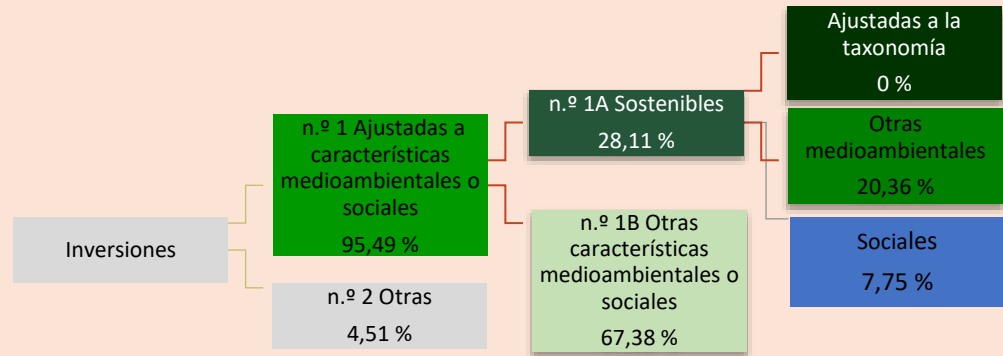 Inversiones
n.º 1 Ajustadas a
características
medioambientales o
sociales
95,49 %
n.º 2 Otras
4,51 %
n.º 1A Sostenibles
28,11 %
n.º 1B Otras
características
medioambientales o
sociales
67,38 %
Ajustadas a la
taxonomía
0 %
Otras
medioambientales
20,36 %
Sociales
7,75 %